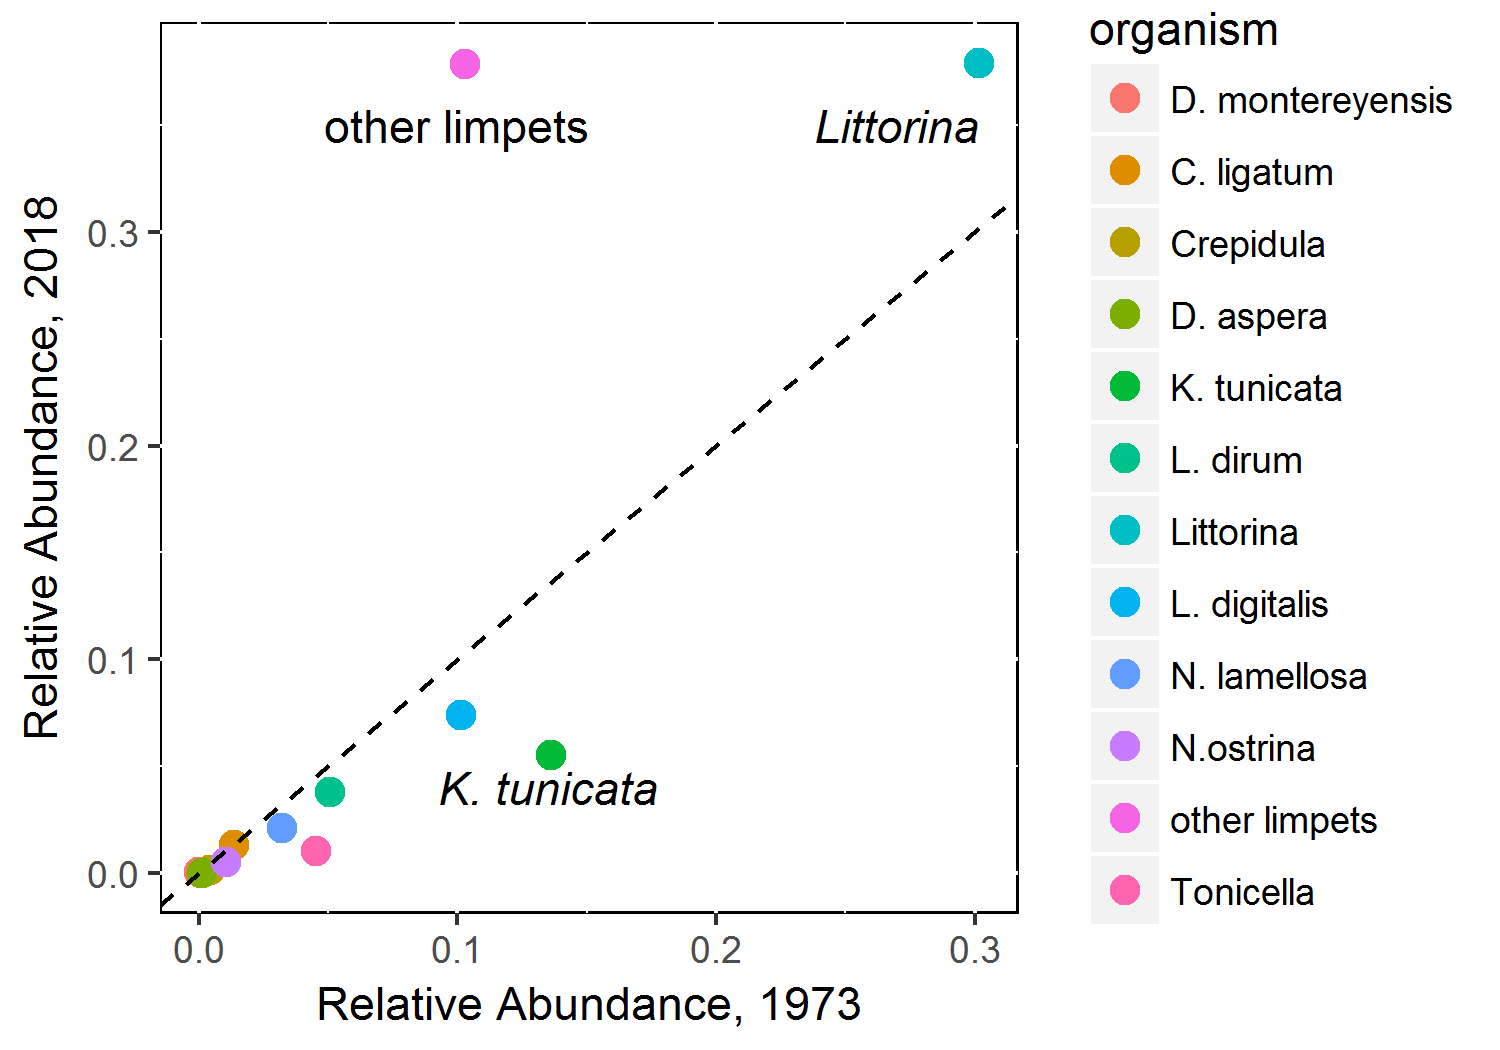 organism
D. montereyensis
C. ligatum
Crepidula
D. aspera
K. tunicata
L. dirum
Littorina
L. digitalis
N. lamellosa
N.ostrina
other limpets
Tonicella
other limpets
Littorina
K. tunicata
Relative Abundance, 2018
0.3
0.2
0.1
0.0
0.0 0.1 0.2 0.3
Relative Abundance, 1973